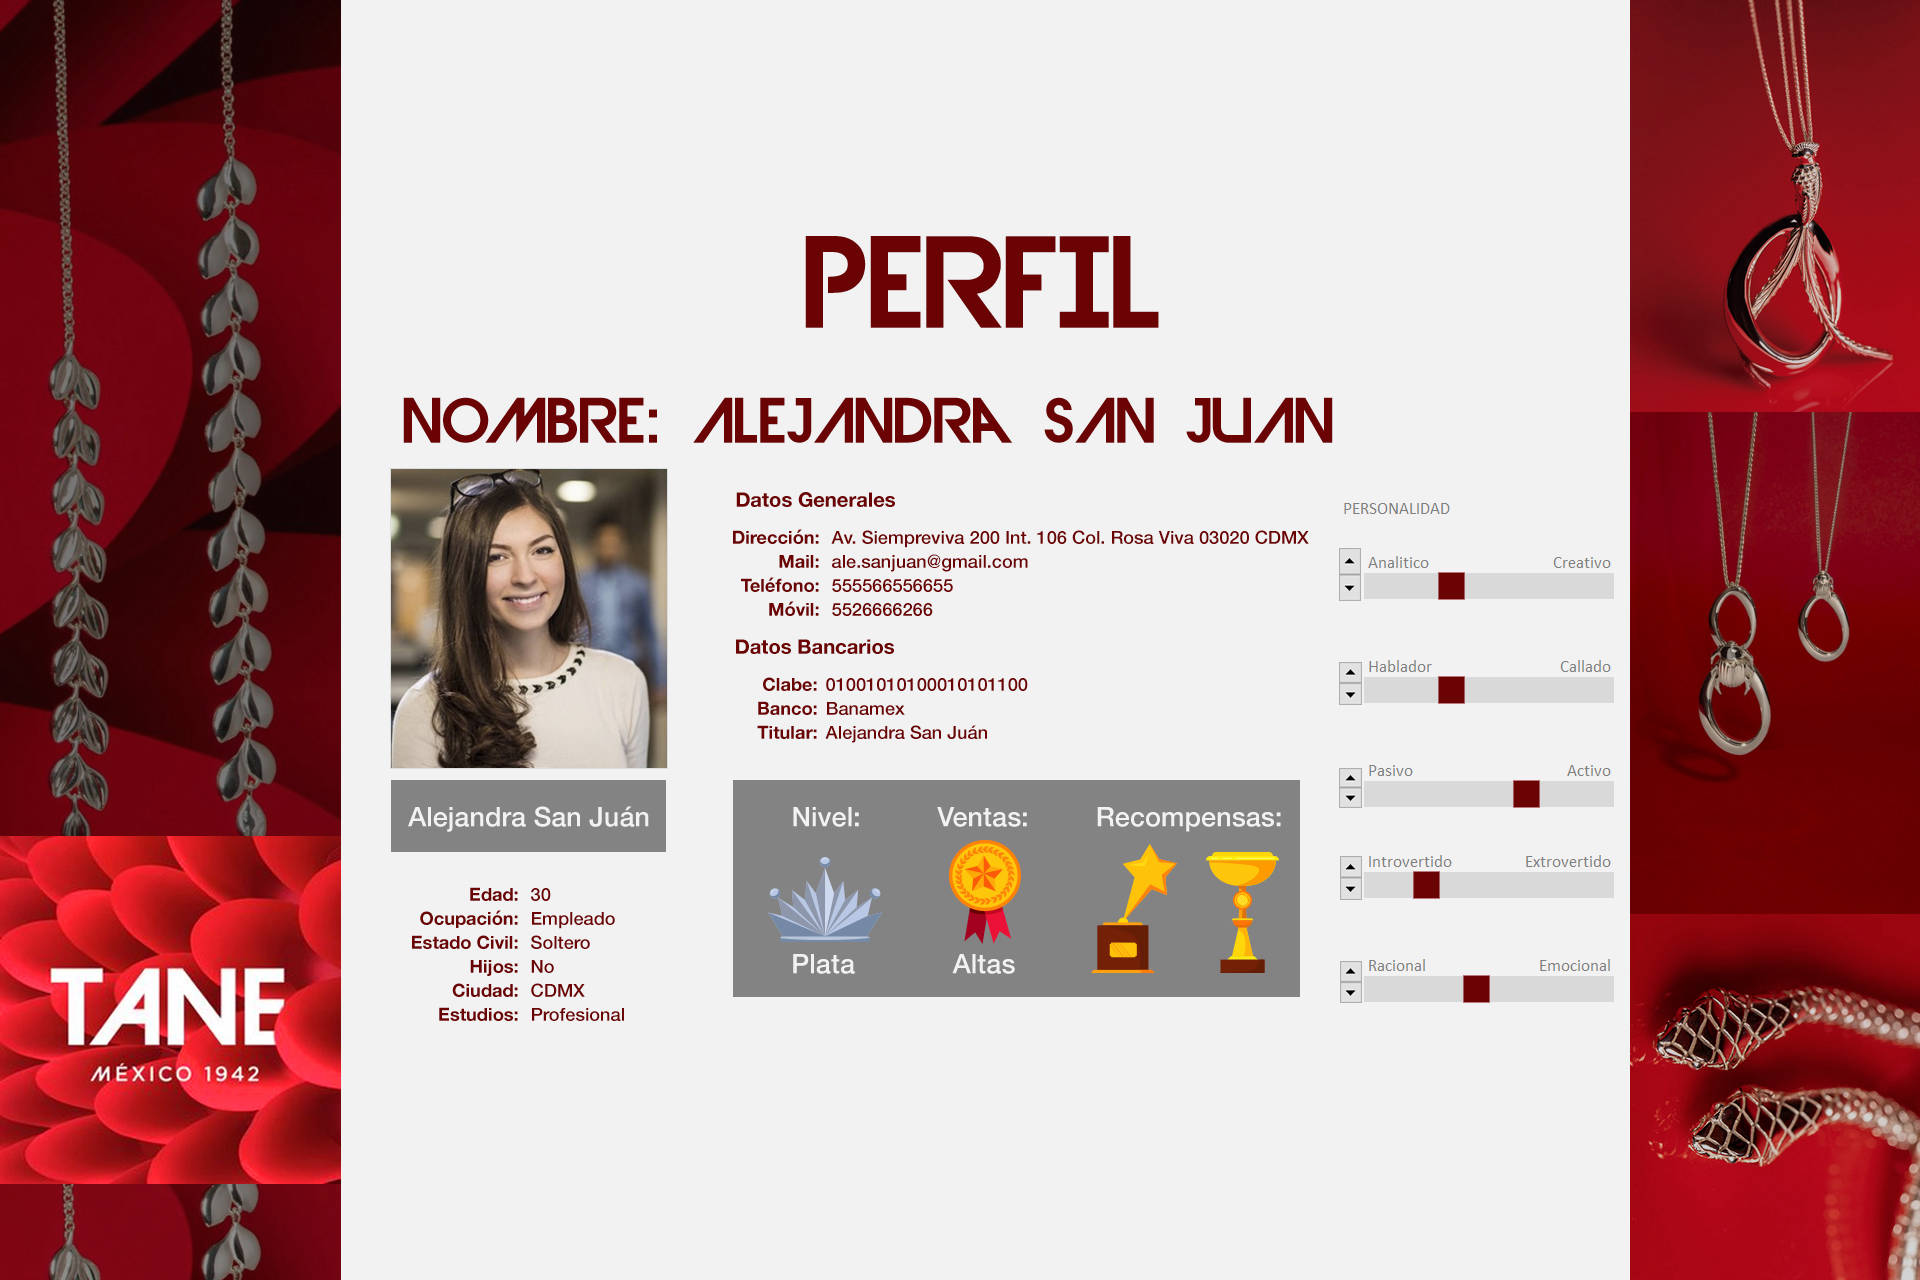 PERFIL
NOMBRE: ALEJANDRA SAN JUAN
Datos Generales
Dirección: Av. Siempreviva 200 Int. 106 Col. Rosa Viva 03020 CDMX
Mail: ale.sanjuan@gmail.com
Teléfono: 555566556655
Móvil: 5526666266
Datos Bancarios
Clabe: 01001010100010101100
Banco: Banamex
Titular: Alejandra San Juán
Alejandra San Juán
Edad: 30
Ocupación: Empleado
Estado Civil: Soltero
Hijos: No
Ciudad: CDMX
Estudios: Profesional
Nivel: Ventas: Recompensas:
Plata Altas
PERSONALIDAD
Analitico Creativo
Hablador Callado
Pasivo Activo
Introvertido Extrovertido
Racional Emocional
TANE
MÉXICO 1942